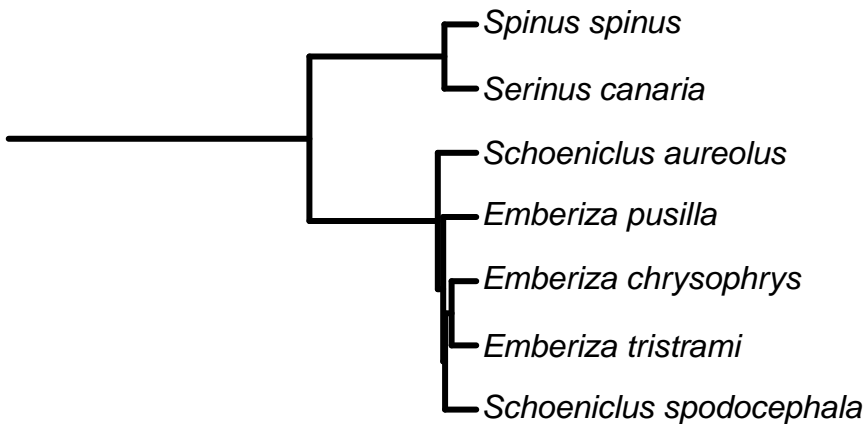 Spinus spinus
Serinus canaria
Schoeniclus aureolus
Emberiza pusilla
Emberiza chrysophrys
Emberiza tristrami
Schoeniclus spodocephala